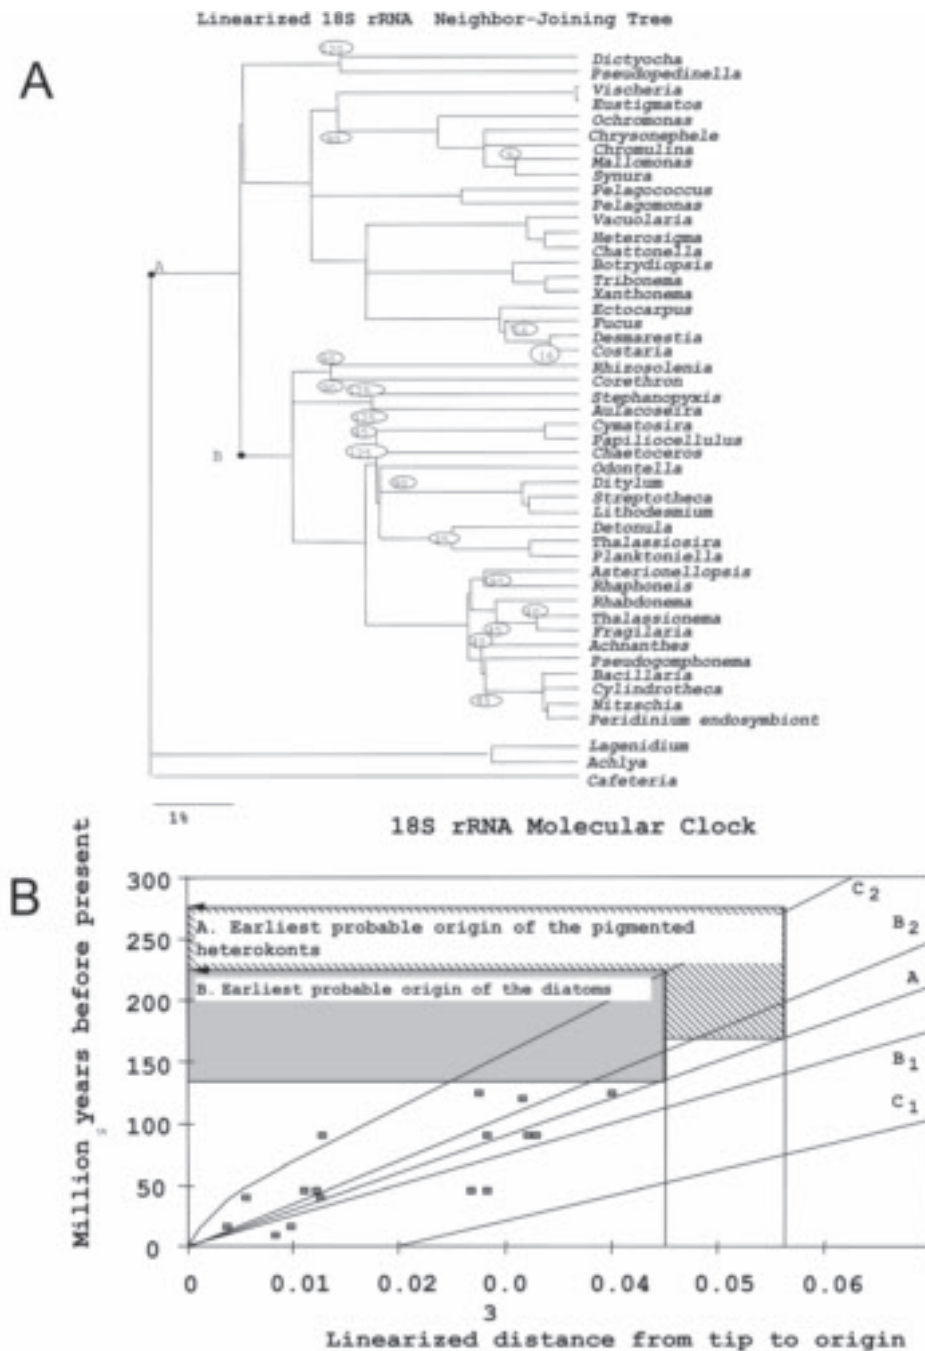 Linearized 18S rRNA Neighbor-Joining Tree
A
Dictyocha
Pseudopedinella
Vischeria
Eustigmatos
Ochromonas
Chrysonephele
Chromulina
Mallomonas
Synura
Pelagococcus
Pelagomonas
Vacuolaria
Heterosigma
Chattonella
Botrydiopsis
Tribonema
Xanthonema
Ectocarpus
Fucus
Desmarestia
Costaria
Rhizosolenia
Corethron
Stephanopyxis
Aulacoseira
Cymatosira
Papiliocellulus
Chaetoceros
Odontella
Ditylum
Streptotheca
Lithodesmium
Detonula
Thalassiosira
Planktoniella
Asterionellopsis
Rhaphoneis
Rhabdonema
Thalassionema
Fragilaria
Achnanthes
Pseudogomphonema
Bacillaria
Cylindrotheca
Nitzschia
Peridinium endosymbiont
Lagenidium
Achlya
Cafeteria
A
B
1%
18S rRNA Molecular Clock
B
Million years before present
300
250
200
150
100
50
0
A. Earliest probable origin of the pigmented
heterokonts
B. Earliest probable origin of the diatoms
C2
B2
A
B1
C1
0 0.01 0.02 0.0 0.04 0.05 0.06
3
Linearized distance from tip to origin